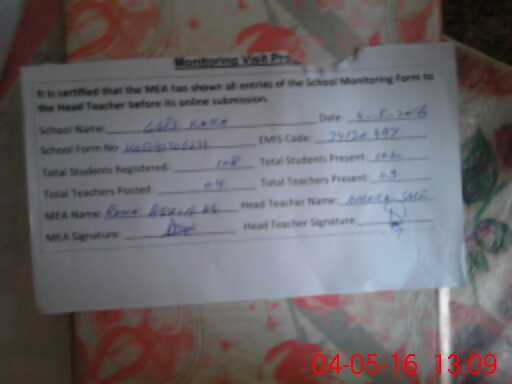 Monitoring Visit
It is certified that the MEA has shown all entries of the School Monitoring Form to
the Head Teacher before its online submission.
School Name: GGPS Date: 4-5-2016
School Form No: EMIS Code:
Total Students Registered: 108 Total Students Present: 102
Total Teachers Posted: 04 Total Teachers Present: 03
MEA Name: Rana Head Teacher Name:
MEA Signature: Head Teacher Signature:
04-05-16 13:09